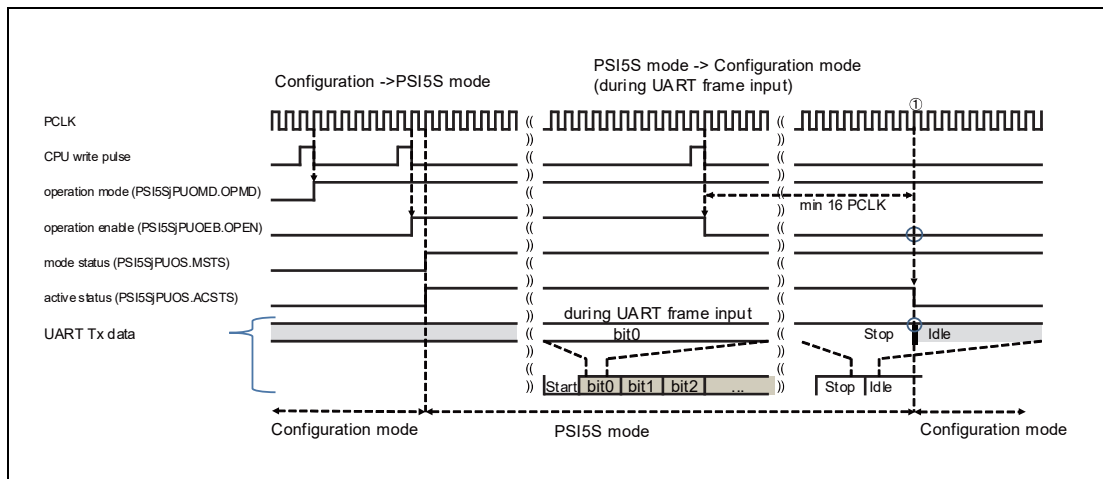 PSI5S mode -> Configuration mode
(during UART frame input)
Configuration ->PSI5S mode
①
PCLK
CPU write pulse
operation mode (PSI5SjPUOMD.OPMD)
min 16 PCLK
operation enable (PSI5SjPUOEB.OPEN)
mode status (PSI5SjPUOS.MSTS)
active status (PSI5SjPUOS.ACSTS)
during UART frame input
UART Tx data
bit0
Stop
Idle
Start
bit0
bit1
bit2
...
Stop
Idle
Configuration mode
PSI5S mode
Configuration mode